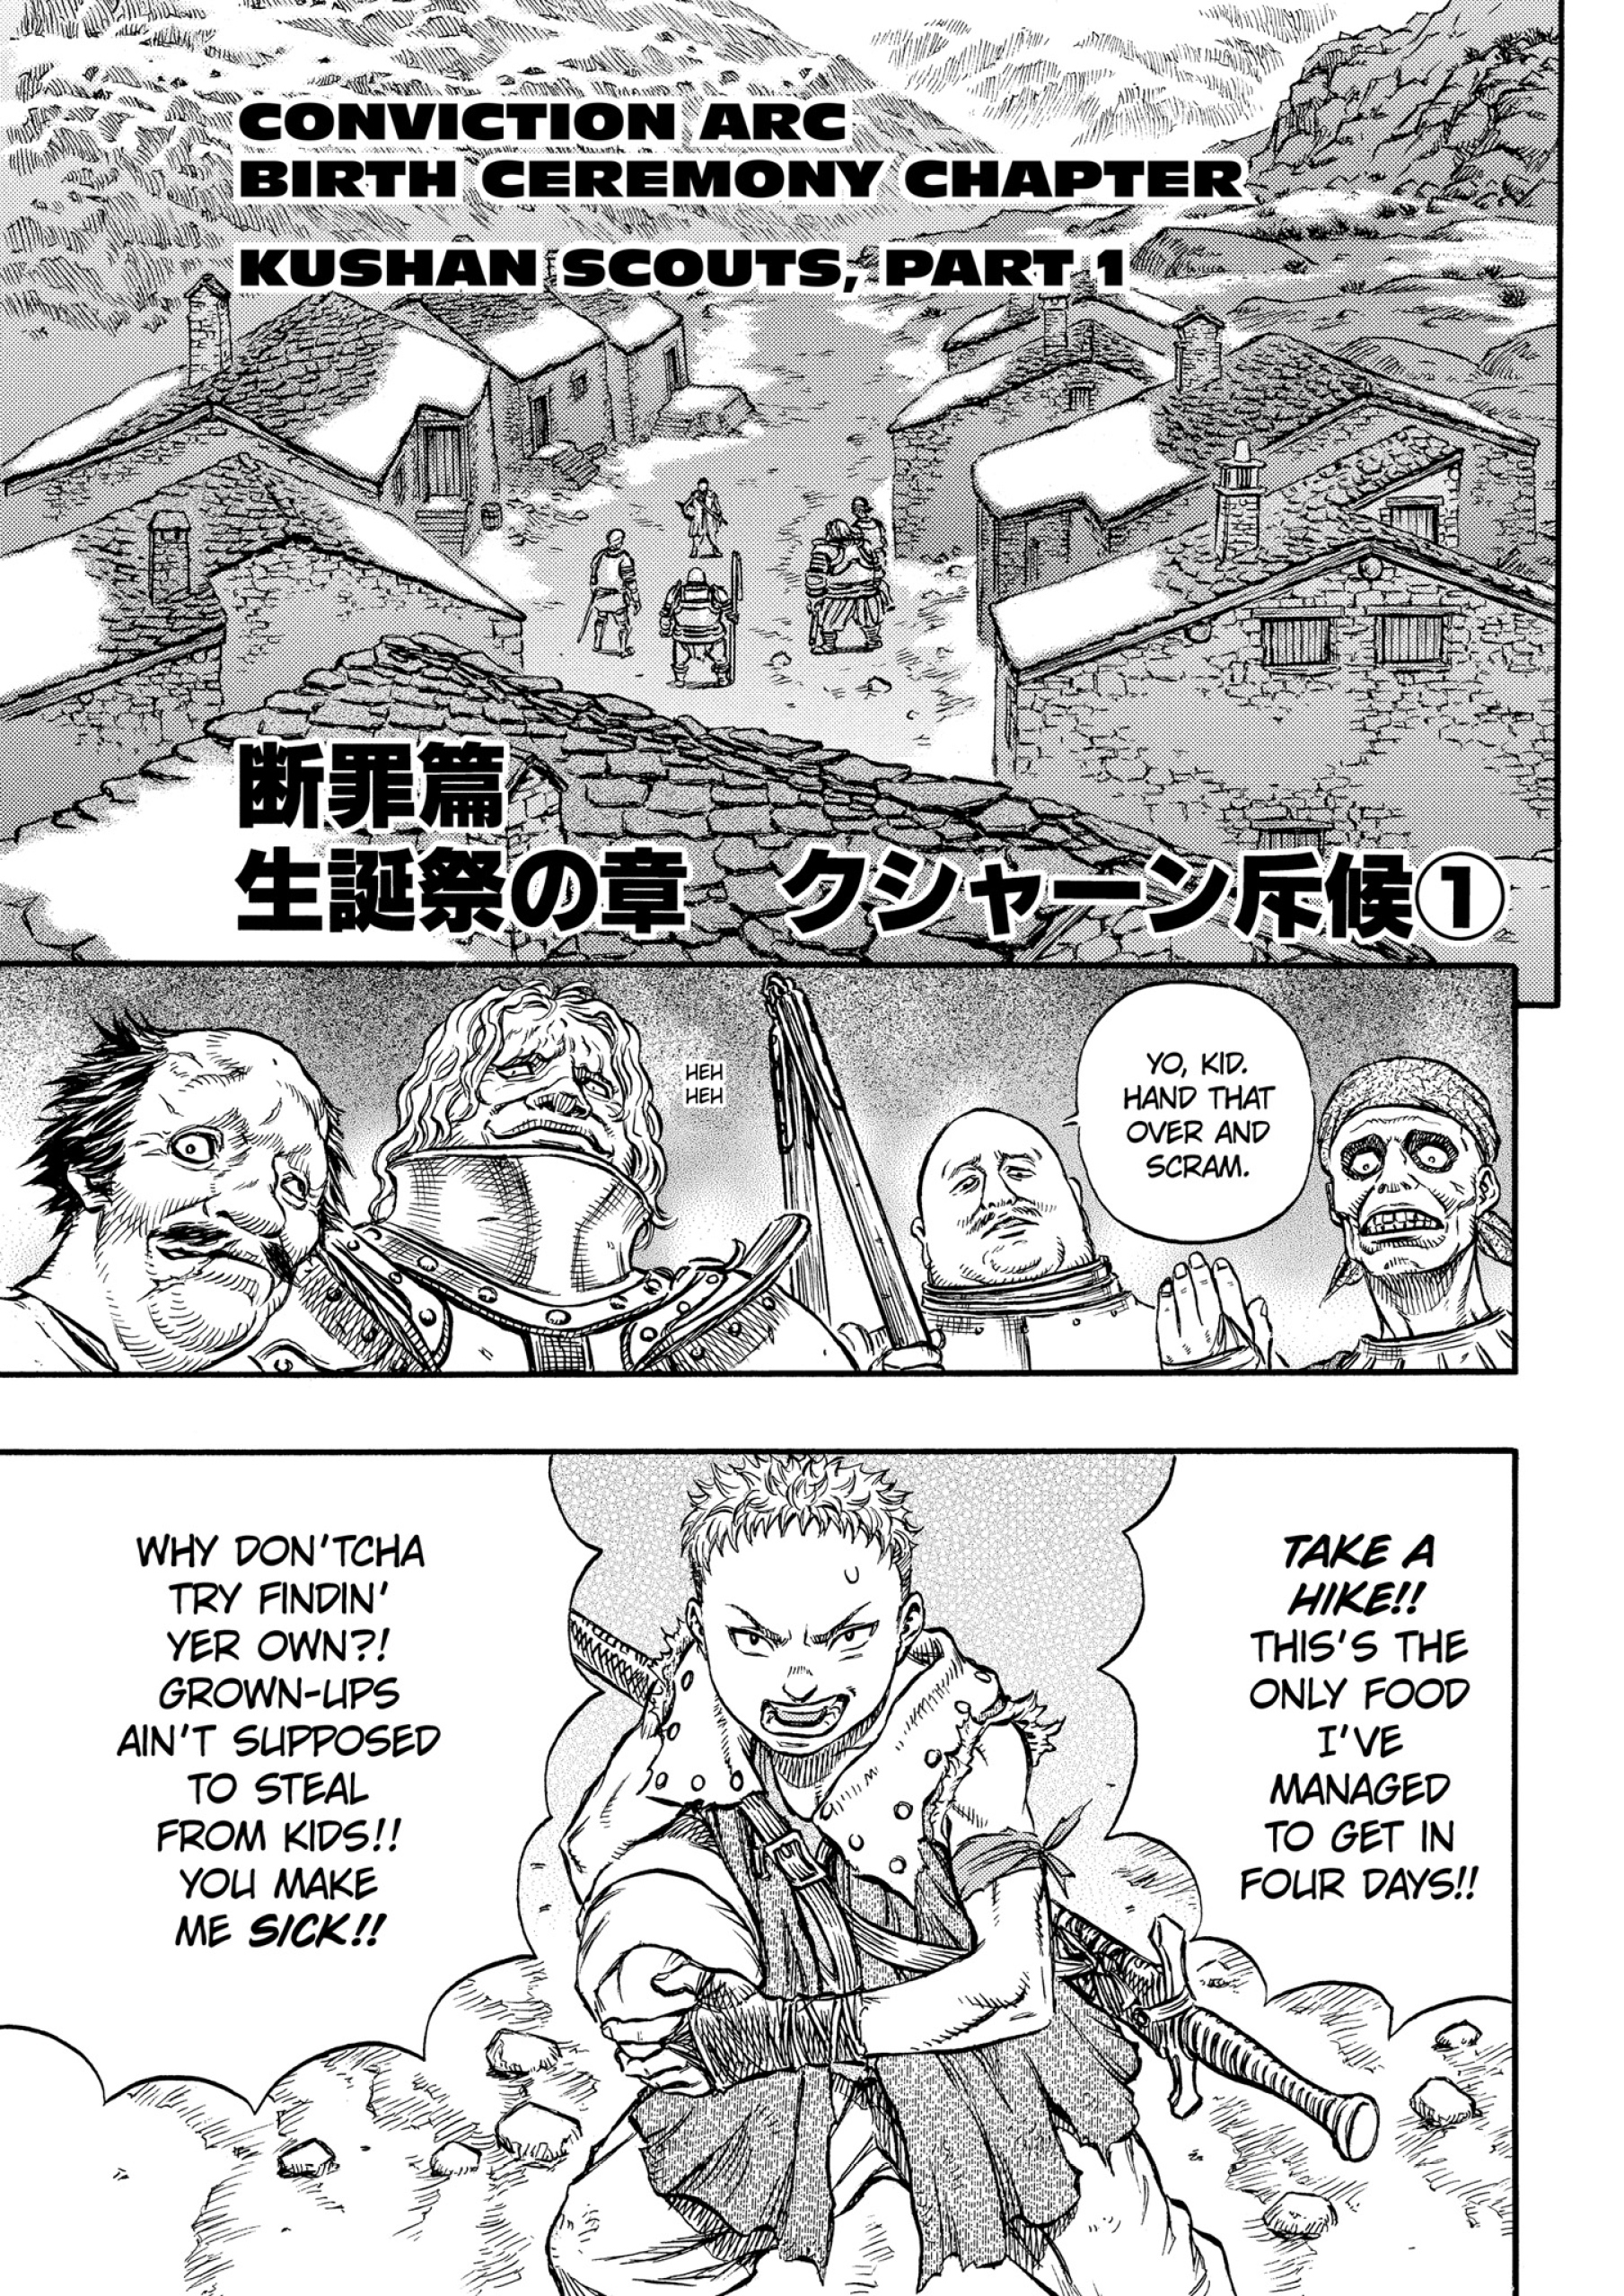 CONVICTION ARC
BIRTH CEREMONY CHAPTER
KUSHAN SCOUTS, PART 1
断罪篇
生誕祭の章　クシャーン斥候①
YO, KID.
HAND THAT
OVER AND
SCRAM.
HEH
HEH
TAKE A
HIKE!!
THIS'S THE
ONLY FOOD
I'VE
MANAGED
TO GET IN
FOUR DAYS!!
WHY DON'TCHA
TRY FINDIN'
YER OWN?!
GROWN-UPS
AIN'T SUPPOSED
TO STEAL
FROM KIDS!!
YOU MAKE
ME SICK!!